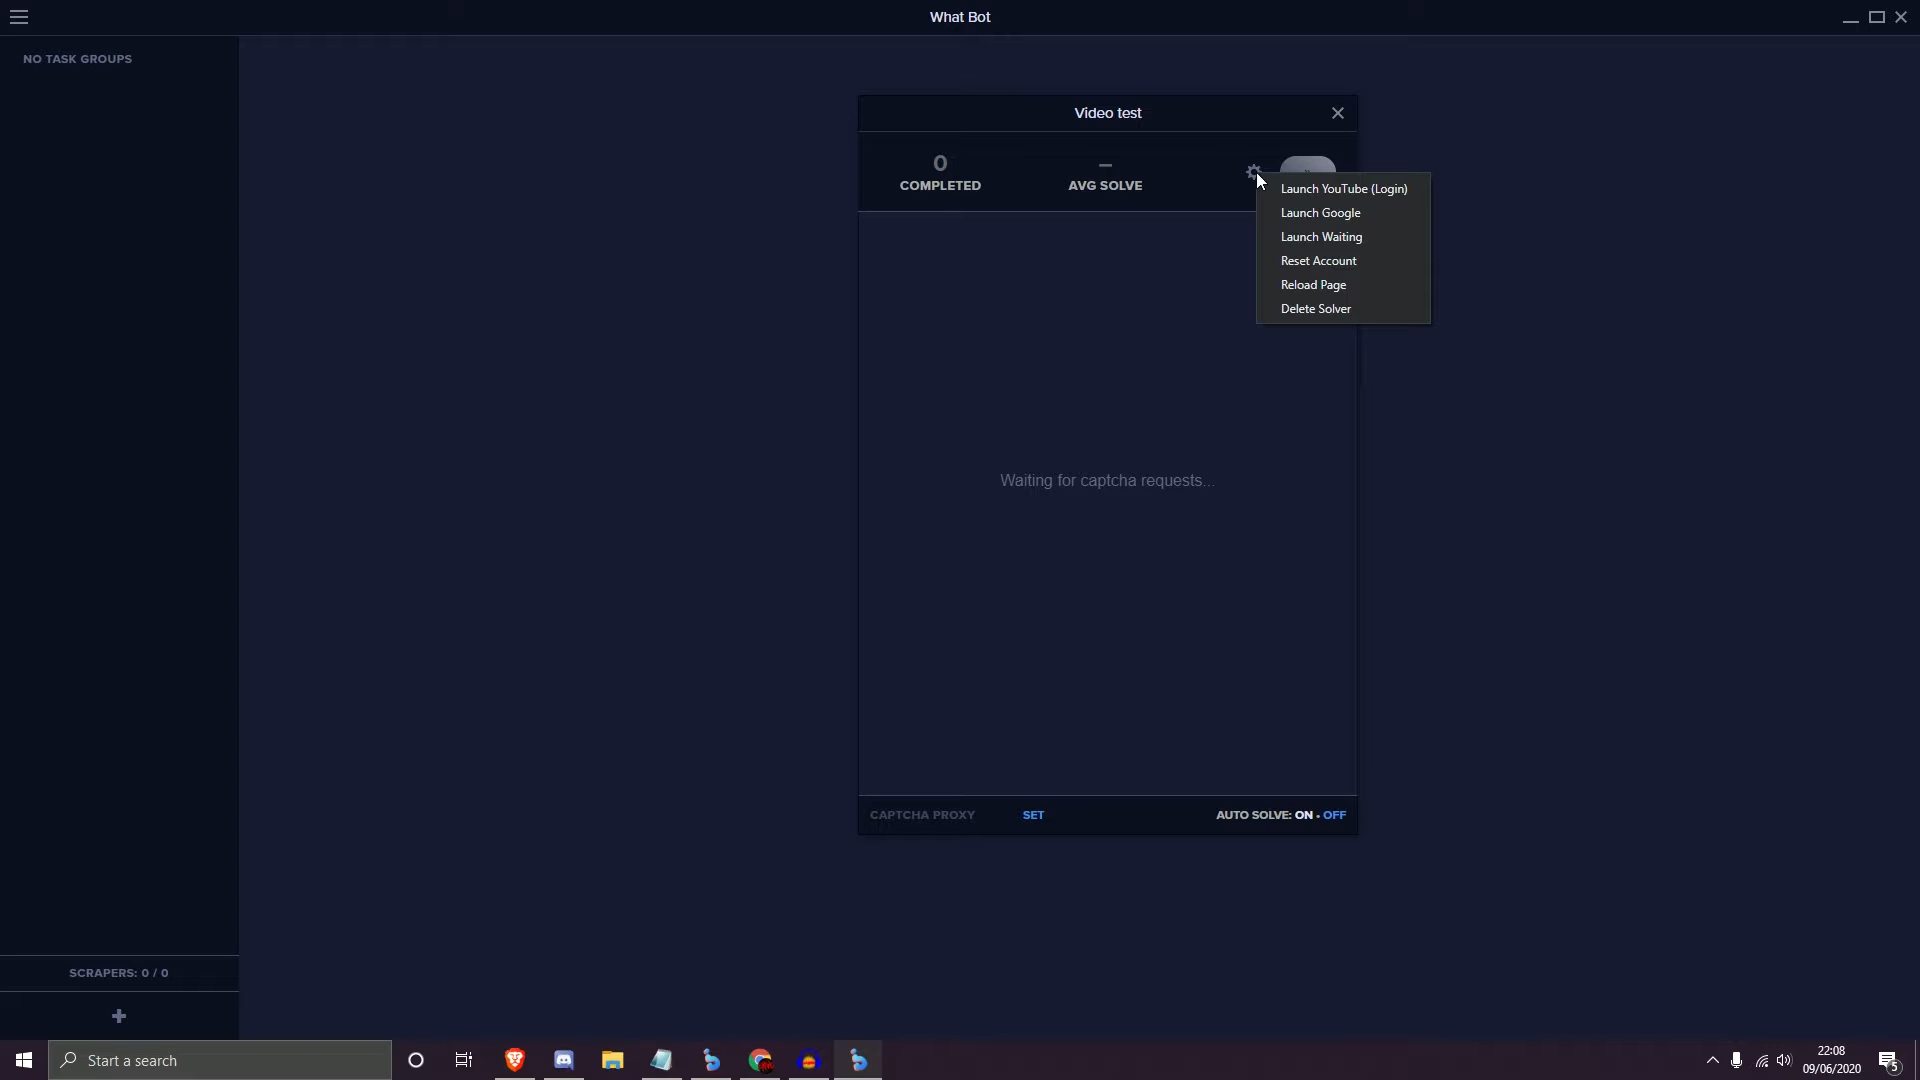 What Bot
NO TASK GROUPS
Video test
0
COMPLETED
–
AVG SOLVE
Launch YouTube (Login)
Launch Google
Launch Waiting
Reset Account
Reload Page
Delete Solver
Waiting for captcha requests...
CAPTCHA PROXY
SET
AUTO SOLVE: ON - OFF
SCRAPERS: 0 / 0
Start a search
22:08
09/06/2020
5